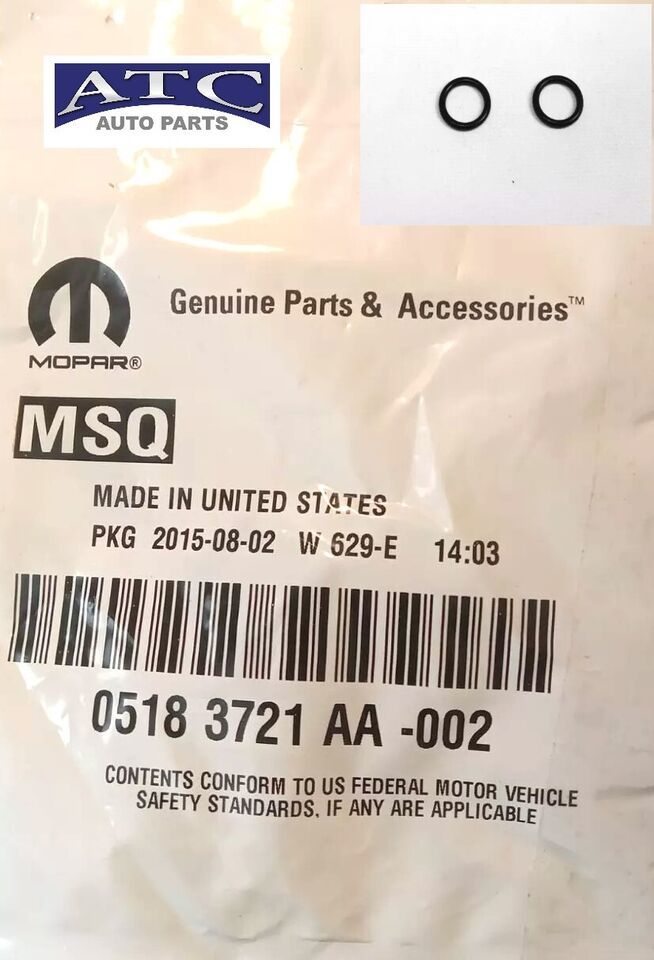 ATC
AUTO PARTS
Genuine Parts & Accessories™
MOPAR®
MSQ
MADE IN UNITED STATES
PKG 2015-08-02 W 629-E 14:03
0518 3721 AA -002
CONTENTS CONFORM TO US FEDERAL MOTOR VEHICLE
SAFETY STANDARDS, IF ANY ARE APPLICABLE